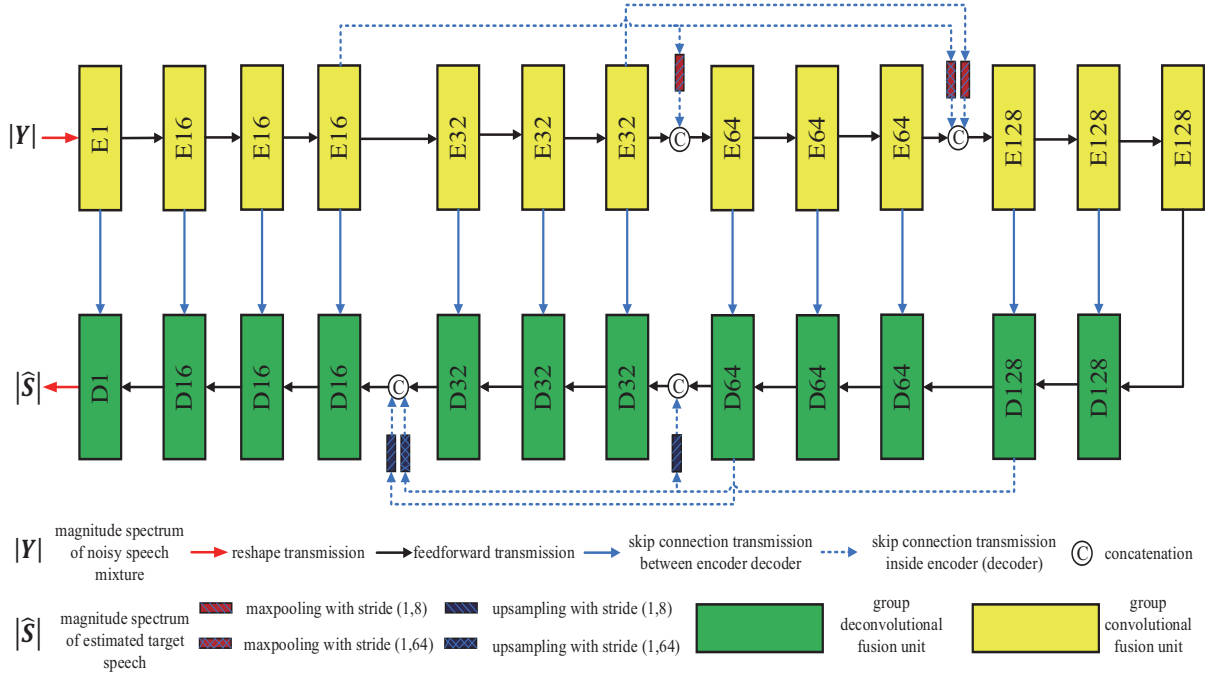 |Y|
E1
E16
E16
E16
E32
E32
E32
C
E64
E64
E64
C
E128
E128
E128
|Ŝ|
D1
D16
D16
D16
C
D32
D32
D32
C
D64
D64
D64
D128
D128
|Y|
magnitude spectrum
of noisy speech
mixture
reshape transmission
feedforward transmission
skip connection transmission
between encoder decoder
skip connection transmission
inside encoder (decoder)
C
concatenation
|Ŝ|
magnitude spectrum
of estimated target
speech
maxpooling with stride (1,8)
maxpooling with stride (1,64)
upsampling with stride (1,8)
upsampling with stride (1,64)
group
deconvolutional
fusion unit
group
convolutional
fusion unit